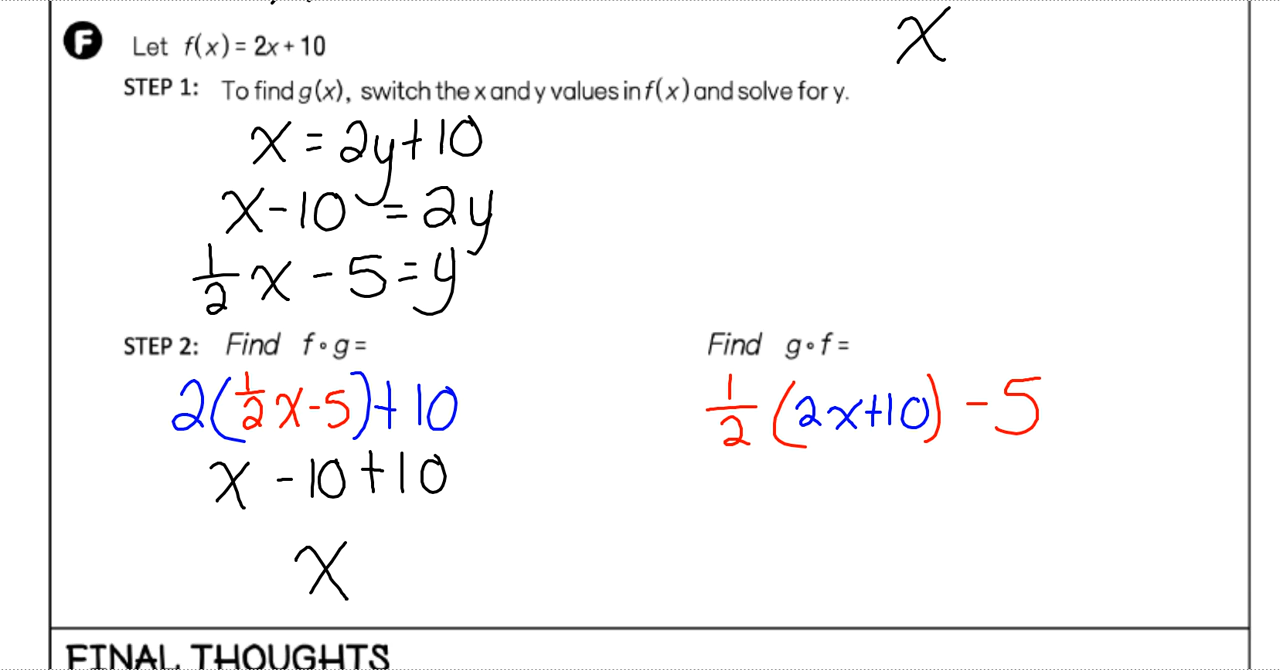 x
F Let f(x) = 2x + 10
STEP 1: To find g(x), switch the x and y values in f(x) and solve for y.
x = 2y+10
x-10 = 2y
1/2 x - 5 = y
STEP 2: Find f∘g =
Find g∘f =
2(1/2 x-5)+10
1/2 (2x+10) - 5
x - 10 + 10
x
FINAL THOUGHTS